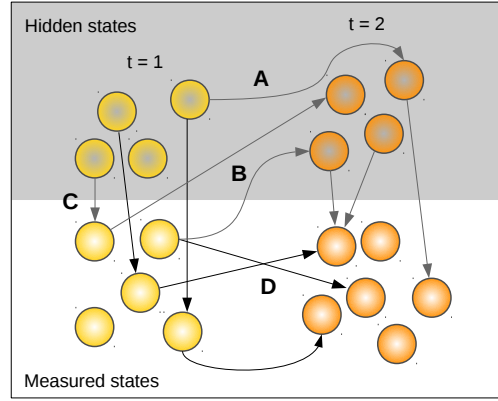 Hidden states
t = 2
t = 1
A
B
C
D
Measured states